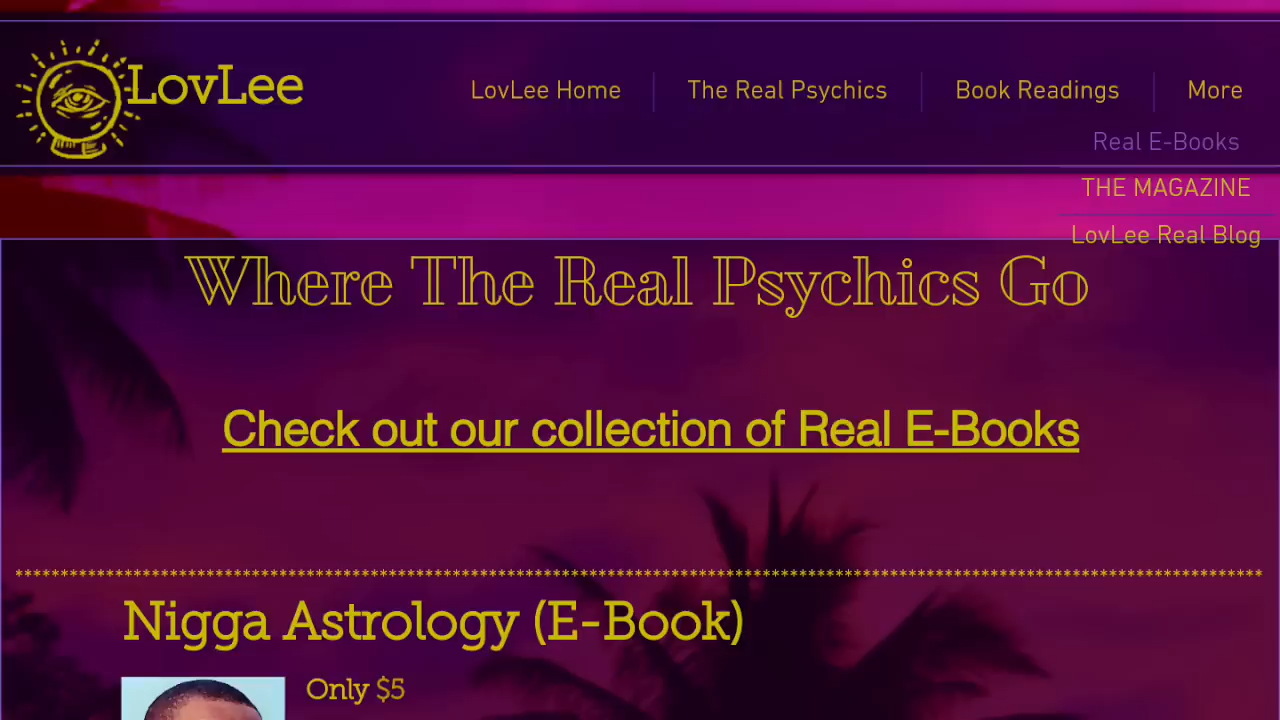 LovLee
LovLee Home
The Real Psychics
Book Readings
More
Real E-Books
THE MAGAZINE
LovLee Real Blog
Where The Real Psychics Go
Check out our collection of Real E-Books
*****************************************************************************************************************************************
Nigga Astrology (E-Book)
Only $5